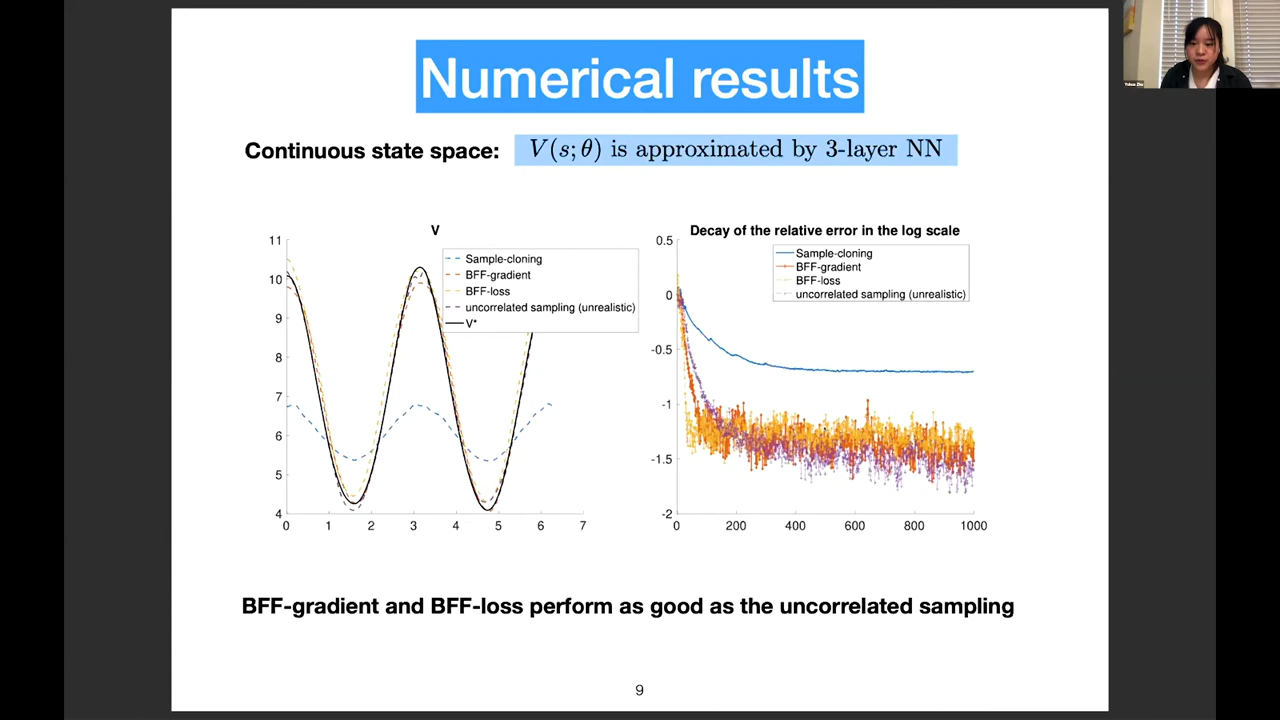 Numerical results
Continuous state space: V(s; θ) is approximated by 3-layer NN
V
11
10
9
8
7
6
5
4
0 1 2 3 4 5 6 7
Sample-cloning
BFF-gradient
BFF-loss
uncorrelated sampling (unrealistic)
V*
Decay of the relative error in the log scale
0.5
0
-0.5
-1
-1.5
-2
0 200 400 600 800 1000
Sample-cloning
BFF-gradient
BFF-loss
uncorrelated sampling (unrealistic)
BFF-gradient and BFF-loss perform as good as the uncorrelated sampling
9